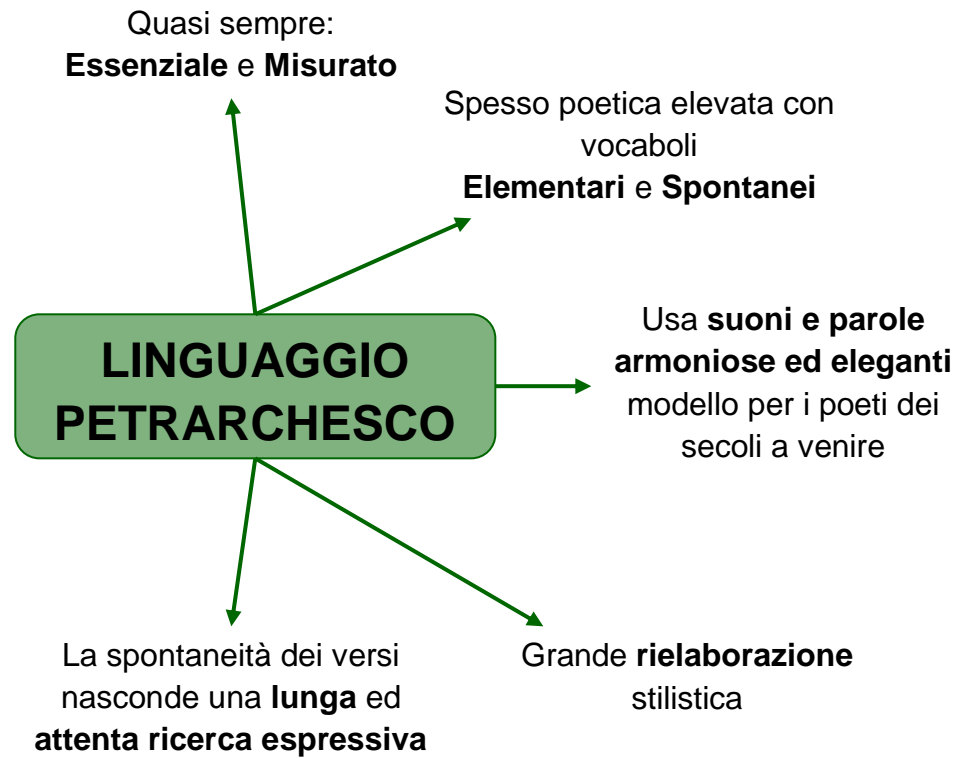 Quasi sempre:
Essenziale e Misurato
Spesso poetica elevata con
vocaboli
Elementari e Spontanei
LINGUAGGIO
PETRARCHESCO
Usa suoni e parole
armoniose ed eleganti
modello per i poeti dei
secoli a venire
La spontaneità dei versi
nasconde una lunga ed
attenta ricerca espressiva
Grande rielaborazione
stilistica